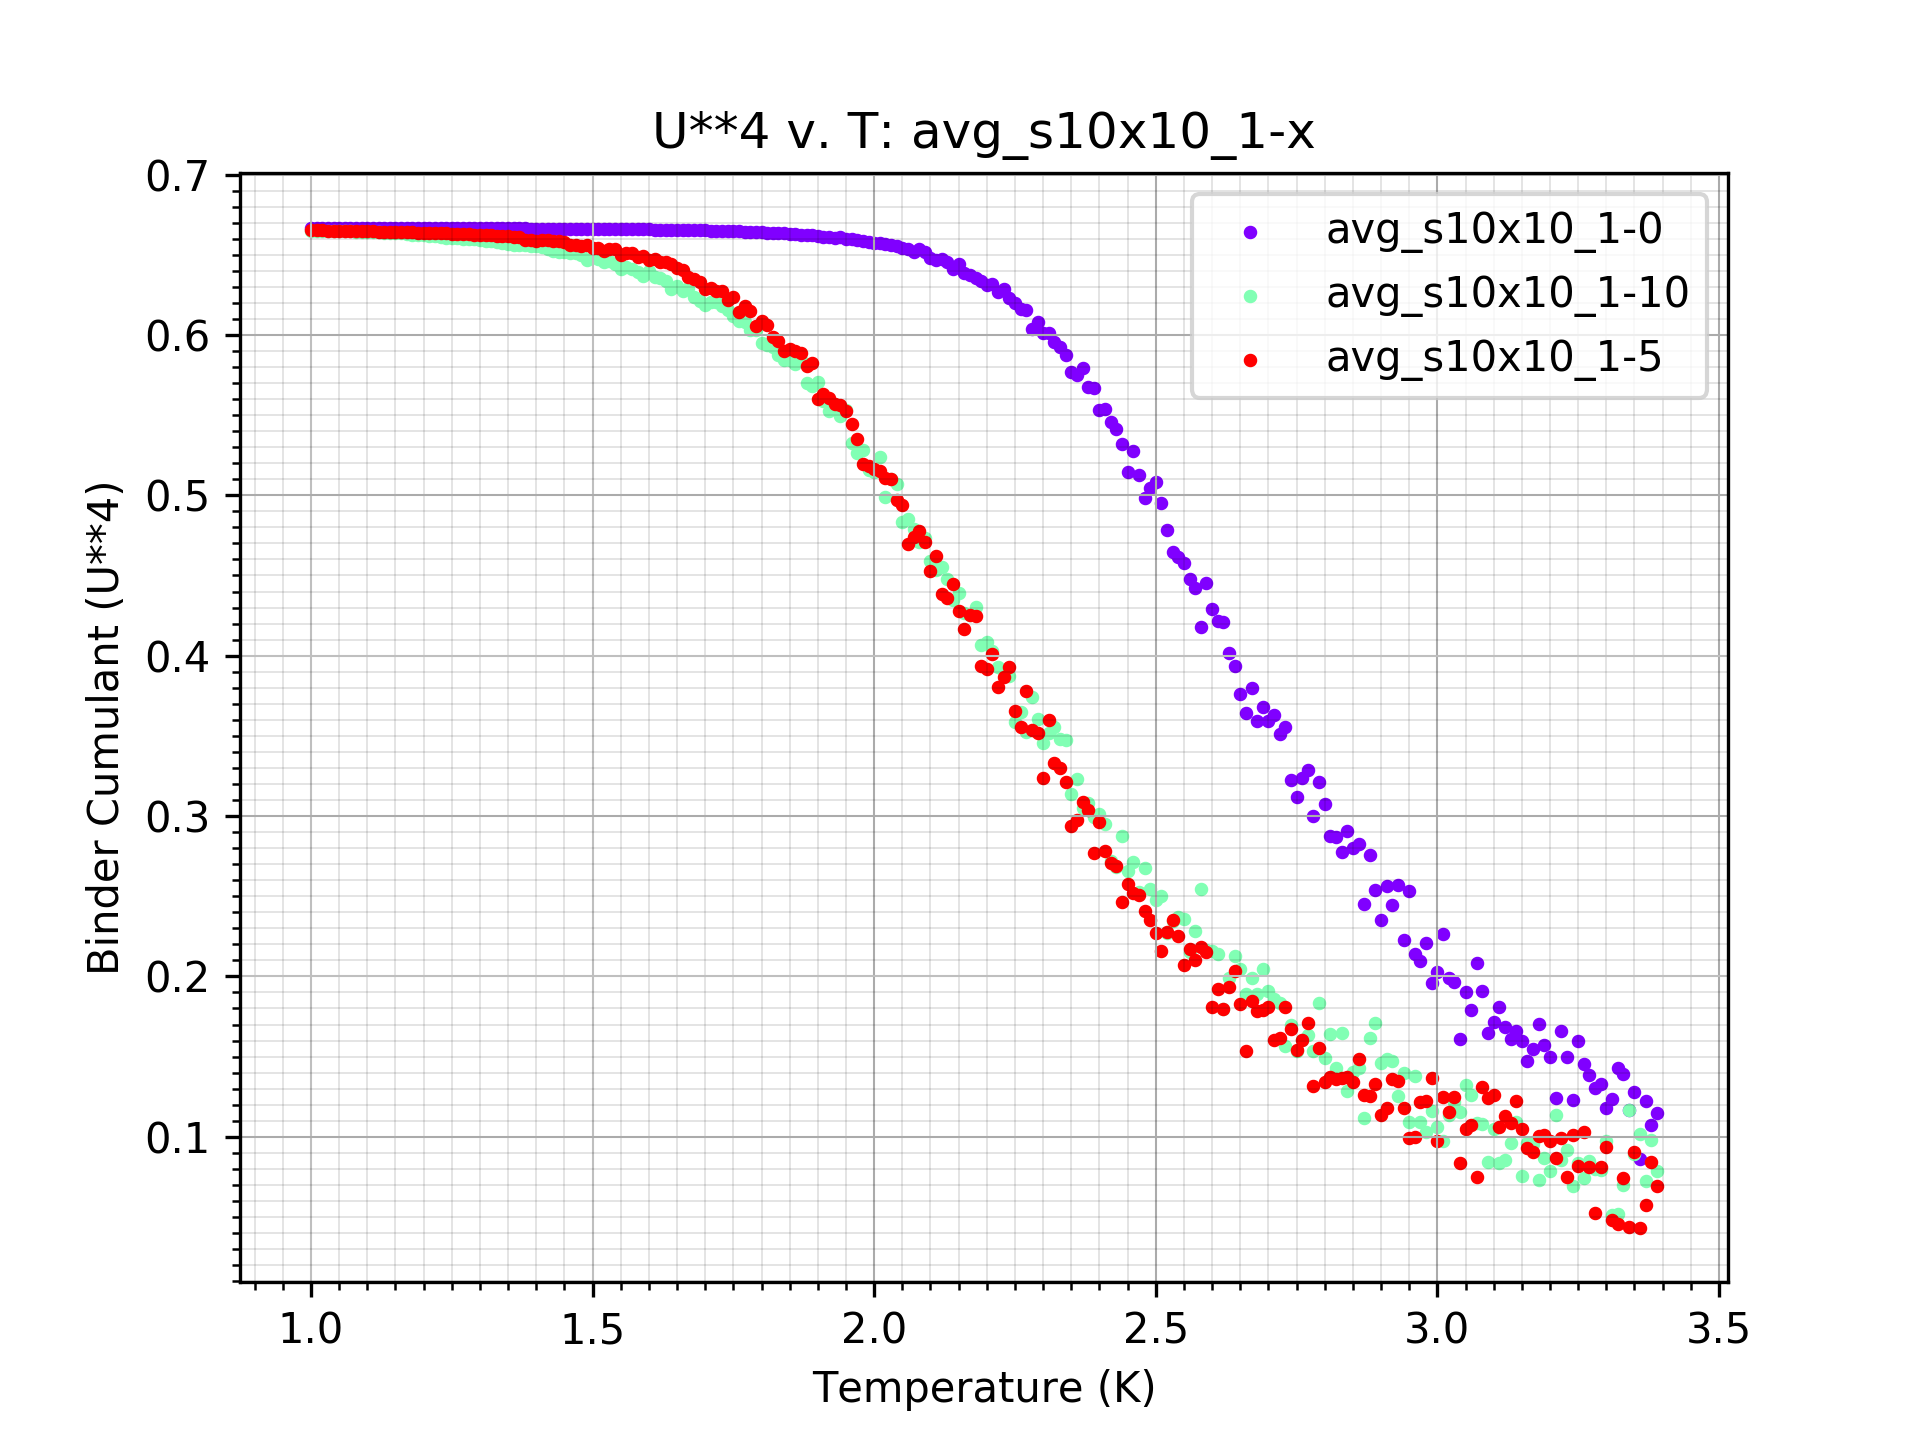 U**4 v. T: avg_s10x10_1-x
avg_s10x10_1-0
avg_s10x10_1-10
avg_s10x10_1-5
Binder Cumulant (U**4)
0.7
0.6
0.5
0.4
0.3
0.2
0.1
1.0 1.5 2.0 2.5 3.0 3.5
Temperature (K)